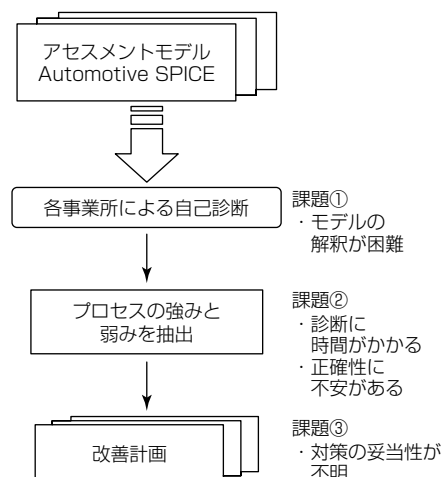 アセスメントモデル
Automotive SPICE
各事業所による自己診断
課題①
・モデルの
解釈が困難
プロセスの強みと
弱みを抽出
課題②
・診断に
時間がかかる
・正確性に
不安がある
改善計画
課題③
・対策の妥当性が
不明